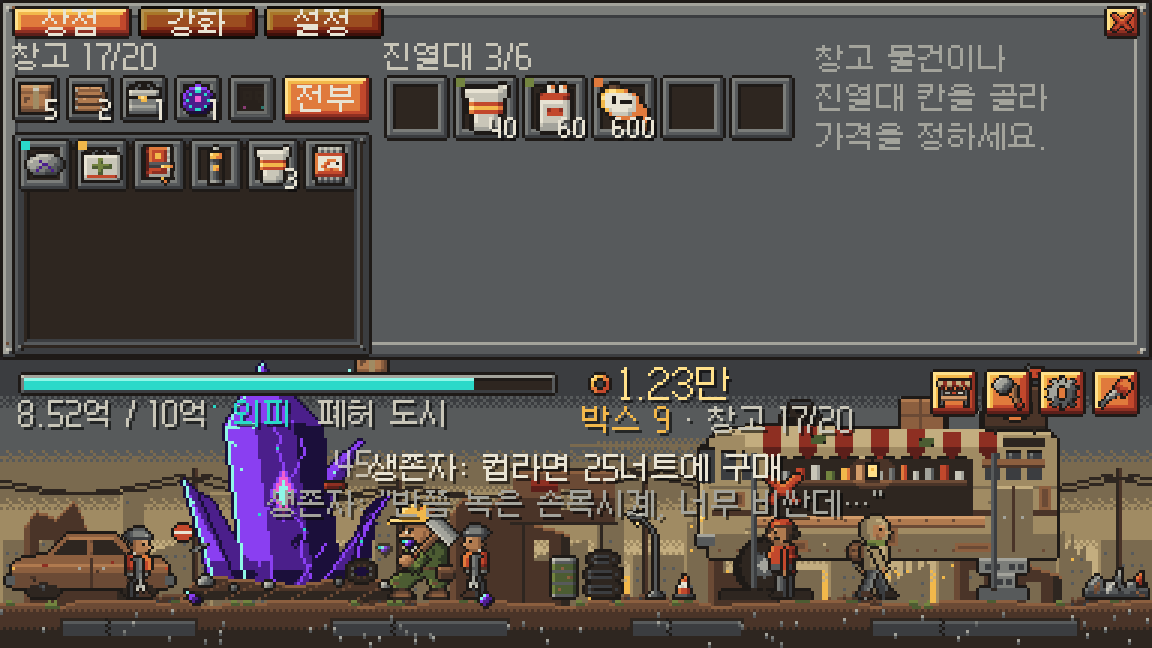 상점 강화 설정
창고 17/20
진열대 3/6
창고 물건이나
진열대 칸을 골라
가격을 정하세요.
5 2 1 1
전부
40 60 600
3
1.23만
8.52억 / 10억
외피
폐허 도시
박스 9 · 창고 17/20
45
생존자: 컵라면 25너트에 구매
생존자: "반쯤 녹은 손목시계, 너무 비싼데…"